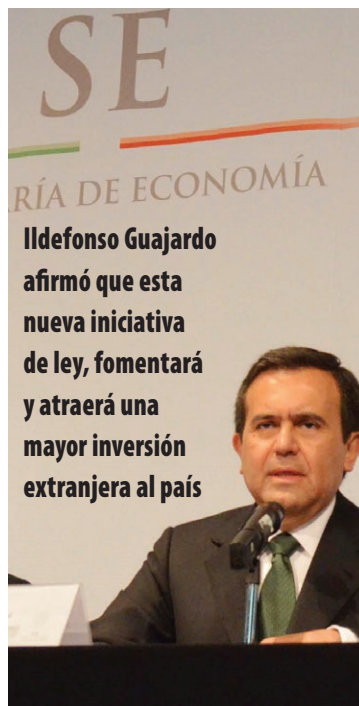 SE
RÍA DE ECONOMÍA
Ildefonso Guajardo
afirmó que esta
nueva iniciativa
de ley, fomentará
y atraerá una
mayor inversión
extranjera al país